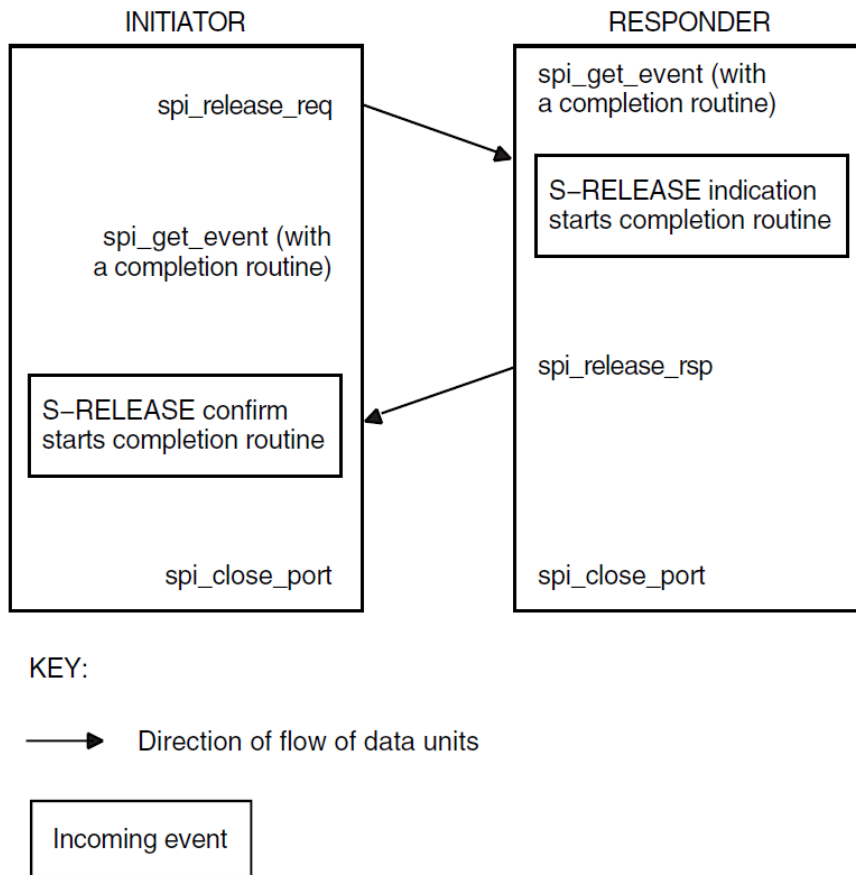 INITIATOR
RESPONDER
spi_release_req
spi_get_event (with
a completion routine)
S–RELEASE indication
starts completion routine
spi_get_event (with
a completion routine)
spi_release_rsp
S–RELEASE confirm
starts completion routine
spi_close_port
spi_close_port
KEY:
Direction of flow of data units
Incoming event